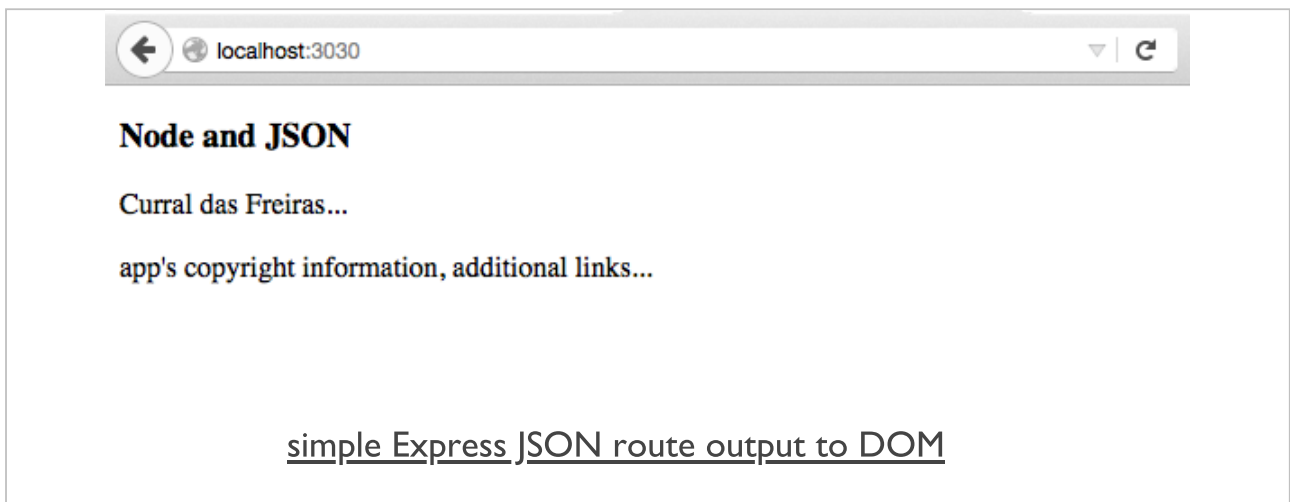 localhost:3030
Node and JSON
Curral das Freiras...
app's copyright information, additional links...
simple Express JSON route output to DOM